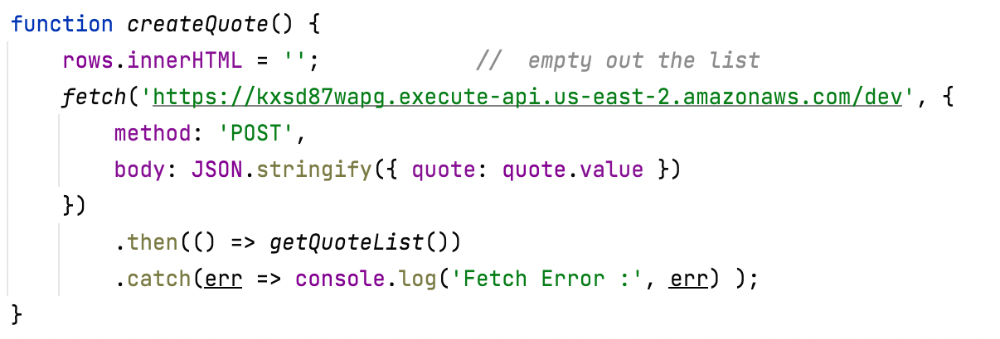 function createQuote() {
    rows.innerHTML = '';            //  empty out the list
    fetch('https://kxsd87wapg.execute-api.us-east-2.amazonaws.com/dev', {
        method: 'POST',
        body: JSON.stringify({ quote: quote.value })
    })
        .then(() => getQuoteList())
        .catch(err => console.log('Fetch Error :', err) );
}